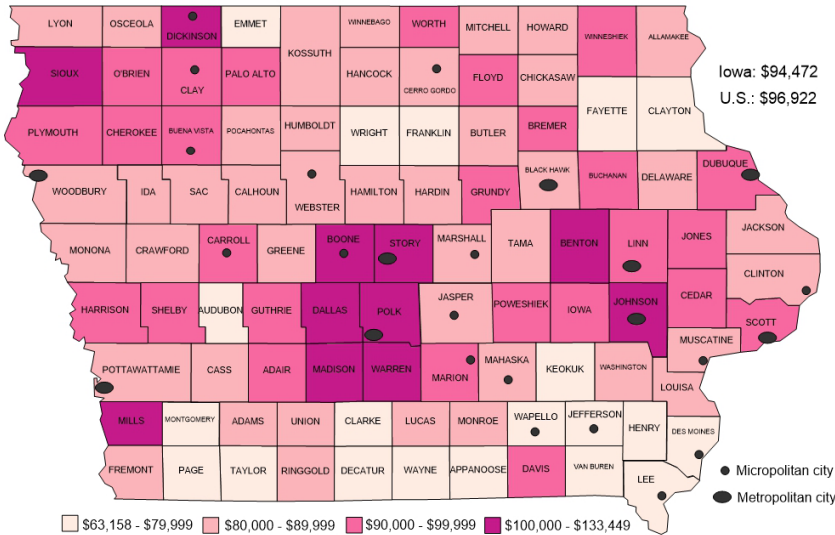 LYON OSCEOLA DICKINSON EMMET WINNEBAGO WORTH MITCHELL HOWARD WINNESHIEK ALLAMAKEE
KOSSUTH
SIOUX O'BRIEN CLAY PALO ALTO HANCOCK CERRO GORDO FLOYD CHICKASAW
Iowa: $94,472
U.S.: $96,922
FAYETTE CLAYTON
PLYMOUTH CHEROKEE BUENA VISTA POCAHONTAS HUMBOLDT WRIGHT FRANKLIN BUTLER BREMER
DUBUQUE
WOODBURY IDA SAC CALHOUN WEBSTER HAMILTON HARDIN GRUNDY BLACK HAWK BUCHANAN DELAWARE
JACKSON
MONONA CRAWFORD CARROLL GREENE BOONE STORY MARSHALL TAMA BENTON LINN JONES
CLINTON
HARRISON SHELBY AUDUBON GUTHRIE DALLAS POLK JASPER POWESHIEK IOWA JOHNSON CEDAR
SCOTT
MUSCATINE
POTTAWATTAMIE CASS ADAIR MADISON WARREN MARION MAHASKA KEOKUK WASHINGTON
LOUISA
MILLS MONTGOMERY ADAMS UNION CLARKE LUCAS MONROE WAPELLO JEFFERSON HENRY DES MOINES
FREMONT PAGE TAYLOR RINGGOLD DECATUR WAYNE APPANOOSE DAVIS VAN BUREN LEE
Micropolitan city
Metropolitan city
$63,158 - $79,999 $80,000 - $89,999 $90,000 - $99,999 $100,000 - $133,449